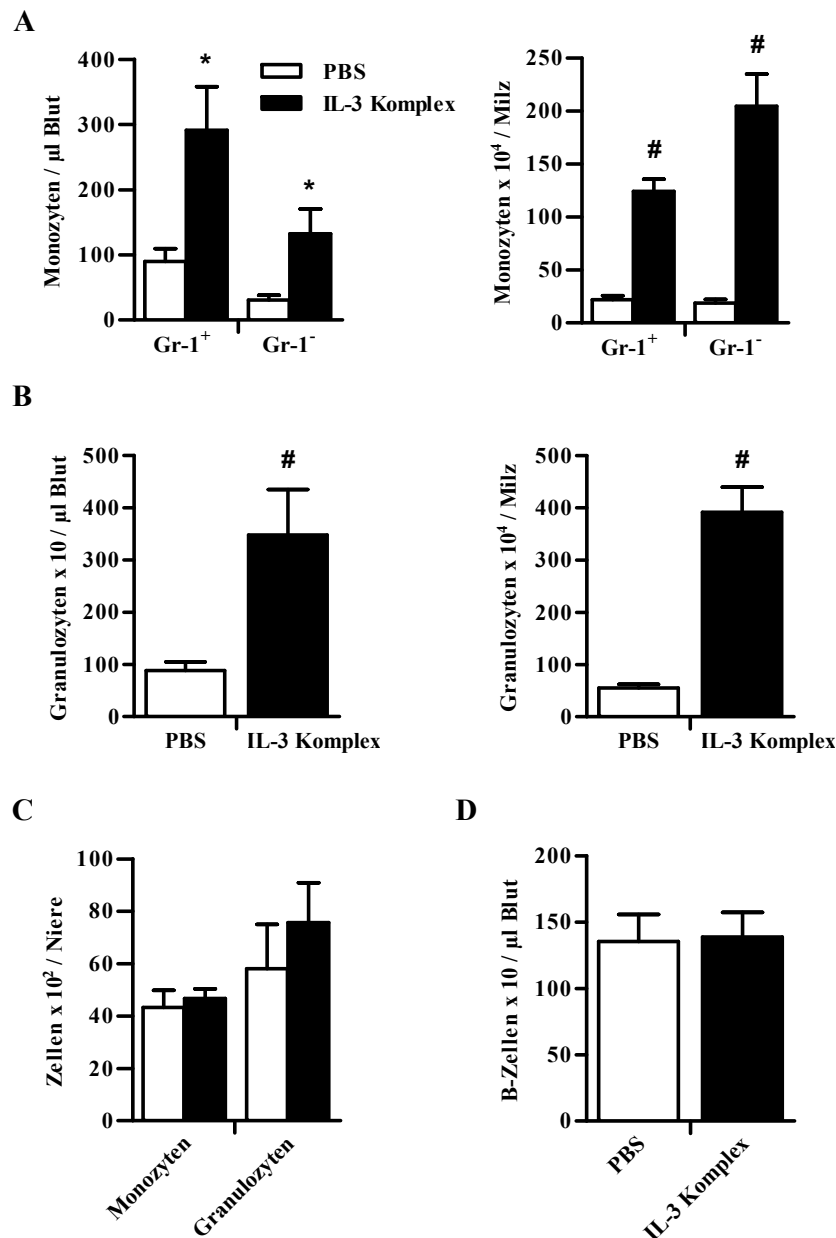 A
Monozyten / µl Blut
400
300
200
100
0
*
*
Gr-1⁺
Gr-1⁻
PBS
IL-3 Komplex
Monozyten x 10⁴ / Milz
250
200
150
100
50
0
#
#
Gr-1⁺
Gr-1⁻
B
Granulozyten x 10 / µl Blut
500
400
300
200
100
0
#
PBS
IL-3 Komplex
Granulozyten x 10⁴ / Milz
500
400
300
200
100
0
#
PBS
IL-3 Komplex
C
Zellen x 10² / Niere
100
80
60
40
20
0
Monozyten
Granulozyten
D
B-Zellen x 10 / µl Blut
200
150
100
50
0
PBS
IL-3 Komplex